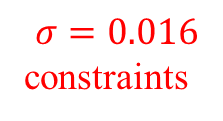 σ = 0.016
constraints